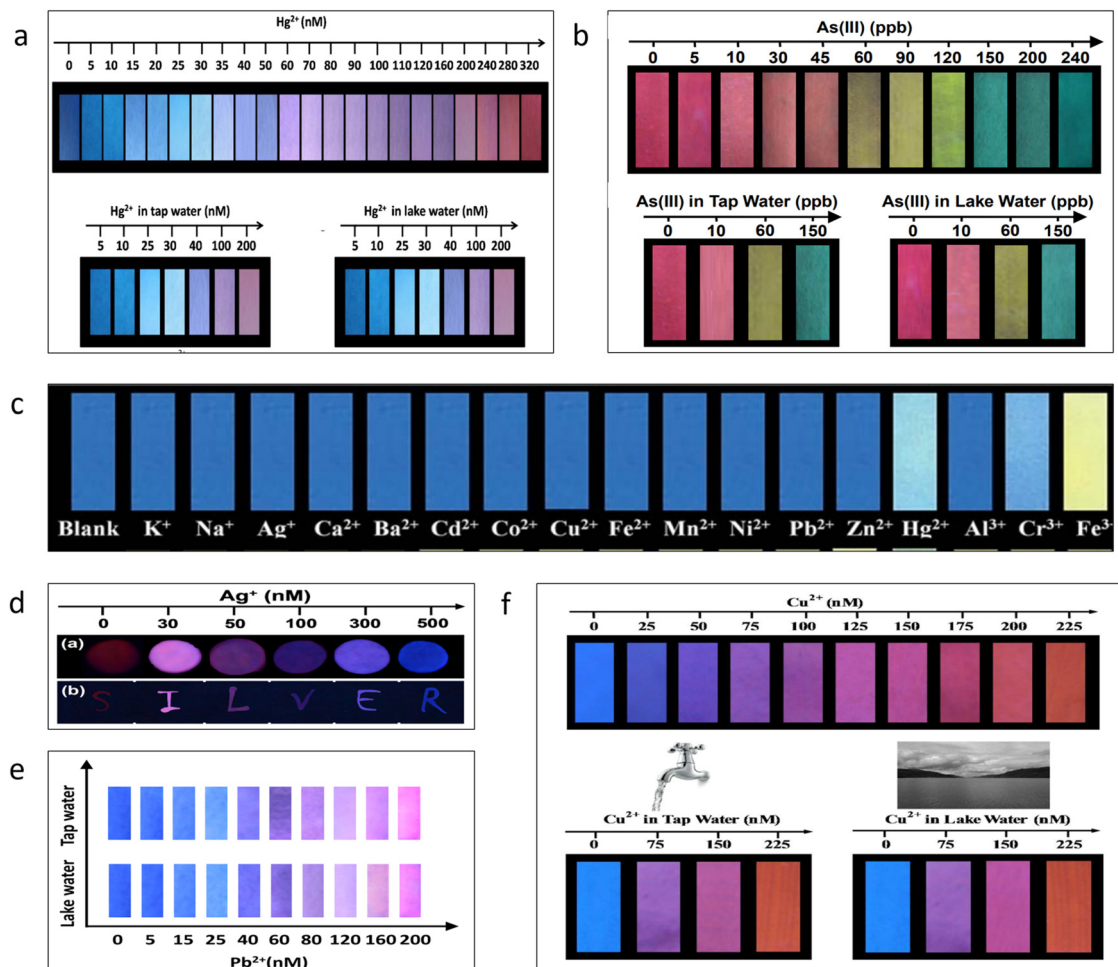 a
Hg²⁺ (nM)
0 5 10 15 20 25 30 35 40 50 60 70 80 90 100 110 120 160 200 240 280 320
Hg²⁺ in tap water (nM)
5 10 25 30 40 100 200
Hg²⁺ in lake water (nM)
5 10 25 30 40 100 200
b
As(III) (ppb)
0 5 10 30 45 60 90 120 150 200 240
As(III) in Tap Water (ppb)
0 10 60 150
As(III) in Lake Water (ppb)
0 10 60 150
c
Blank K⁺ Na⁺ Ag⁺ Ca²⁺ Ba²⁺ Cd²⁺ Co²⁺ Cu²⁺ Fe²⁺ Mn²⁺ Ni²⁺ Pb²⁺ Zn²⁺ Hg²⁺ Al³⁺ Cr³⁺ Fe³
d
Ag⁺ (nM)
0 30 50 100 300 500
(a)
(b) S I L V E R
e
Tap water
Lake water
0 5 15 25 40 60 80 120 160 200
Pb²⁺(nM)
f
Cu²⁺ (nM)
0 25 50 75 100 125 150 175 200 225
Cu²⁺ in Tap Water (nM)
0 75 150 225
Cu²⁺ in Lake Water (nM)
0 75 150 225